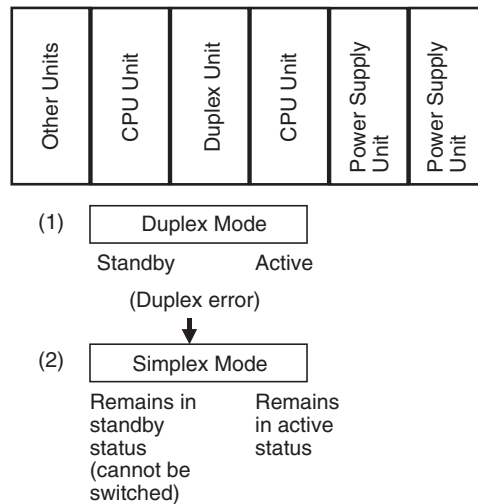 Other Units
CPU Unit
Duplex Unit
CPU Unit
Power Supply
Unit
Power Supply
Unit
(1) Duplex Mode
Standby Active
(Duplex error)
(2) Simplex Mode
Remains in
standby
status
(cannot be
switched)
Remains
in active
status